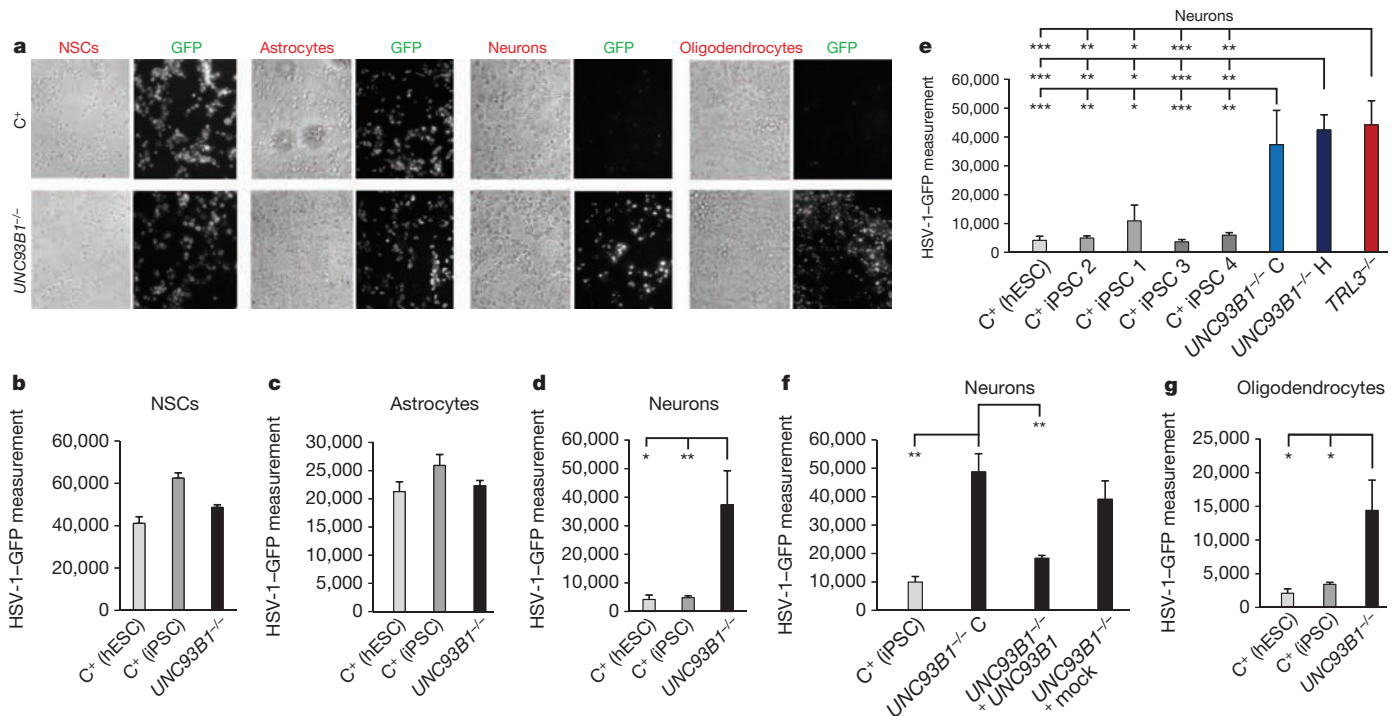 a
NSCs GFP Astrocytes GFP Neurons GFP Oligodendrocytes GFP
C+
UNC93B1−/−
e
Neurons
*** ** * *** **
*** ** * *** **
*** ** * *** **
HSV-1–GFP measurement
60,000
50,000
40,000
30,000
20,000
10,000
0
C+ (hESC)
C+ iPSC 2
C+ iPSC 1
C+ iPSC 3
C+ iPSC 4
UNC93B1−/− C
UNC93B1−/− H
TRL3−/−
b
NSCs
HSV-1–GFP measurement
60,000
40,000
20,000
0
C+ (hESC)
C+ (iPSC)
UNC93B1−/−
c
Astrocytes
HSV-1–GFP measurement
30,000
25,000
20,000
15,000
10,000
5,000
0
C+ (hESC)
C+ (iPSC)
UNC93B1−/−
d
Neurons
HSV-1–GFP measurement
60,000
50,000
40,000
30,000
20,000
10,000
0
* **
C+ (hESC)
C+ (iPSC)
UNC93B1−/−
f
Neurons
HSV-1–GFP measurement
60,000
50,000
40,000
30,000
20,000
10,000
0
** **
C+ (iPSC)
UNC93B1−/− C
UNC93B1−/−
+ UNC93B1
UNC93B1−/−
+ mock
g
Oligodendrocytes
HSV-1–GFP measurement
25,000
20,000
15,000
10,000
5,000
0
* *
C+ (hESC)
C+ (iPSC)
UNC93B1−/−